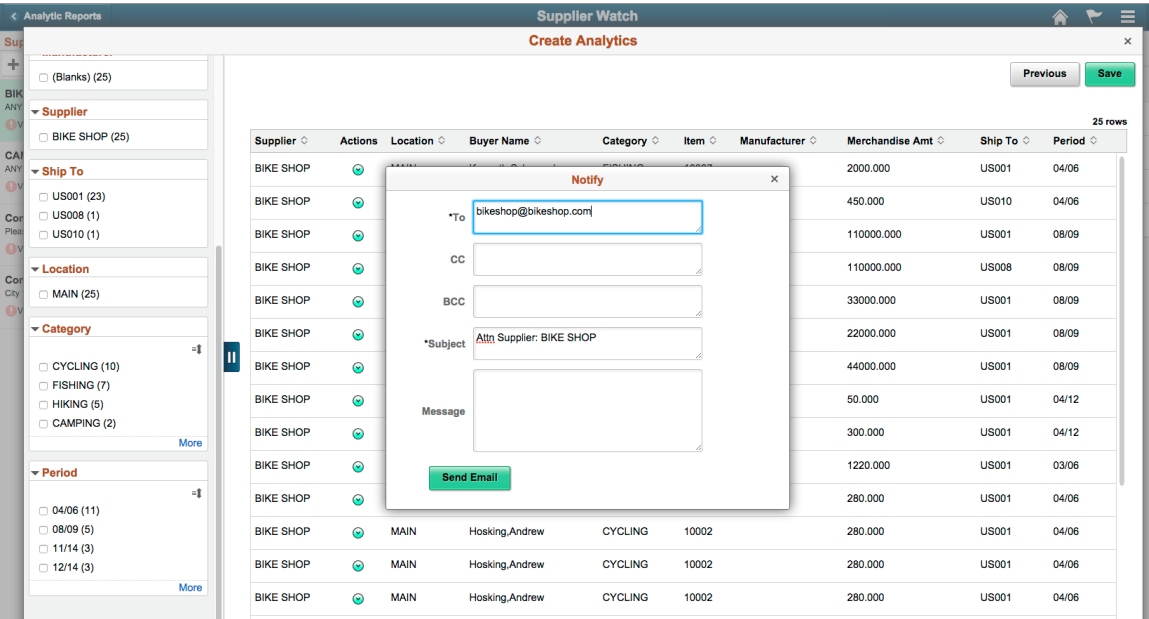 Analytic Reports
Supplier Watch
Create Analytics
×
Previous
Save
25 rows
(Blanks) (25)
Supplier
BIKE SHOP (25)
Ship To
US001 (23)
US008 (1)
US010 (1)
Location
MAIN (25)
Category
CYCLING (10)
FISHING (7)
HIKING (5)
CAMPING (2)
More
Period
04/06 (11)
08/09 (5)
11/14 (3)
12/14 (3)
More
Supplier Actions Location Buyer Name Category Item Manufacturer Merchandise Amt Ship To Period
BIKE SHOP 2000.000 US001 04/06
BIKE SHOP 450.000 US010 04/06
BIKE SHOP 110000.000 US001 08/09
BIKE SHOP 110000.000 US008 08/09
BIKE SHOP 33000.000 US001 08/09
BIKE SHOP 22000.000 US001 08/09
BIKE SHOP 44000.000 US001 08/09
BIKE SHOP 50.000 US001 04/12
BIKE SHOP 300.000 US001 04/12
BIKE SHOP 1220.000 US001 03/06
BIKE SHOP 280.000 US001 04/06
BIKE SHOP MAIN Hosking,Andrew CYCLING 10002 280.000 US001 04/06
BIKE SHOP MAIN Hosking,Andrew CYCLING 10002 280.000 US001 04/06
BIKE SHOP MAIN Hosking,Andrew CYCLING 10002 280.000 US001 04/06
Notify
×
*To bikeshop@bikeshop.com
CC
BCC
*Subject Attn Supplier: BIKE SHOP
Message
Send Email